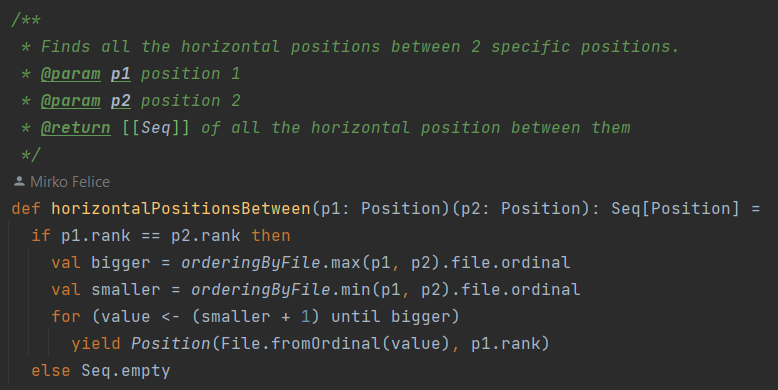 /**
 * Finds all the horizontal positions between 2 specific positions.
 * @param p1 position 1
 * @param p2 position 2
 * @return [[Seq]] of all the horizontal position between them
 */
Mirko Felice
def horizontalPositionsBetween(p1: Position)(p2: Position): Seq[Position] =
  if p1.rank == p2.rank then
    val bigger = orderingByFile.max(p1, p2).file.ordinal
    val smaller = orderingByFile.min(p1, p2).file.ordinal
    for (value <- (smaller + 1) until bigger)
      yield Position(File.fromOrdinal(value), p1.rank)
  else Seq.empty